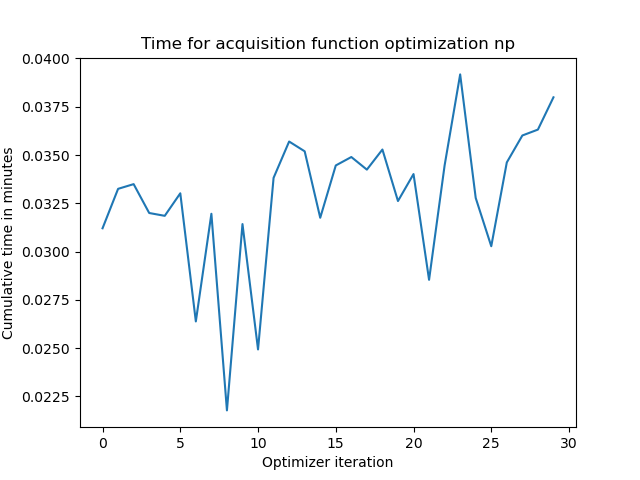 Time for acquisition function optimization np
Cumulative time in minutes
0.0400
0.0375
0.0350
0.0325
0.0300
0.0275
0.0250
0.0225
0 5 10 15 20 25 30
Optimizer iteration